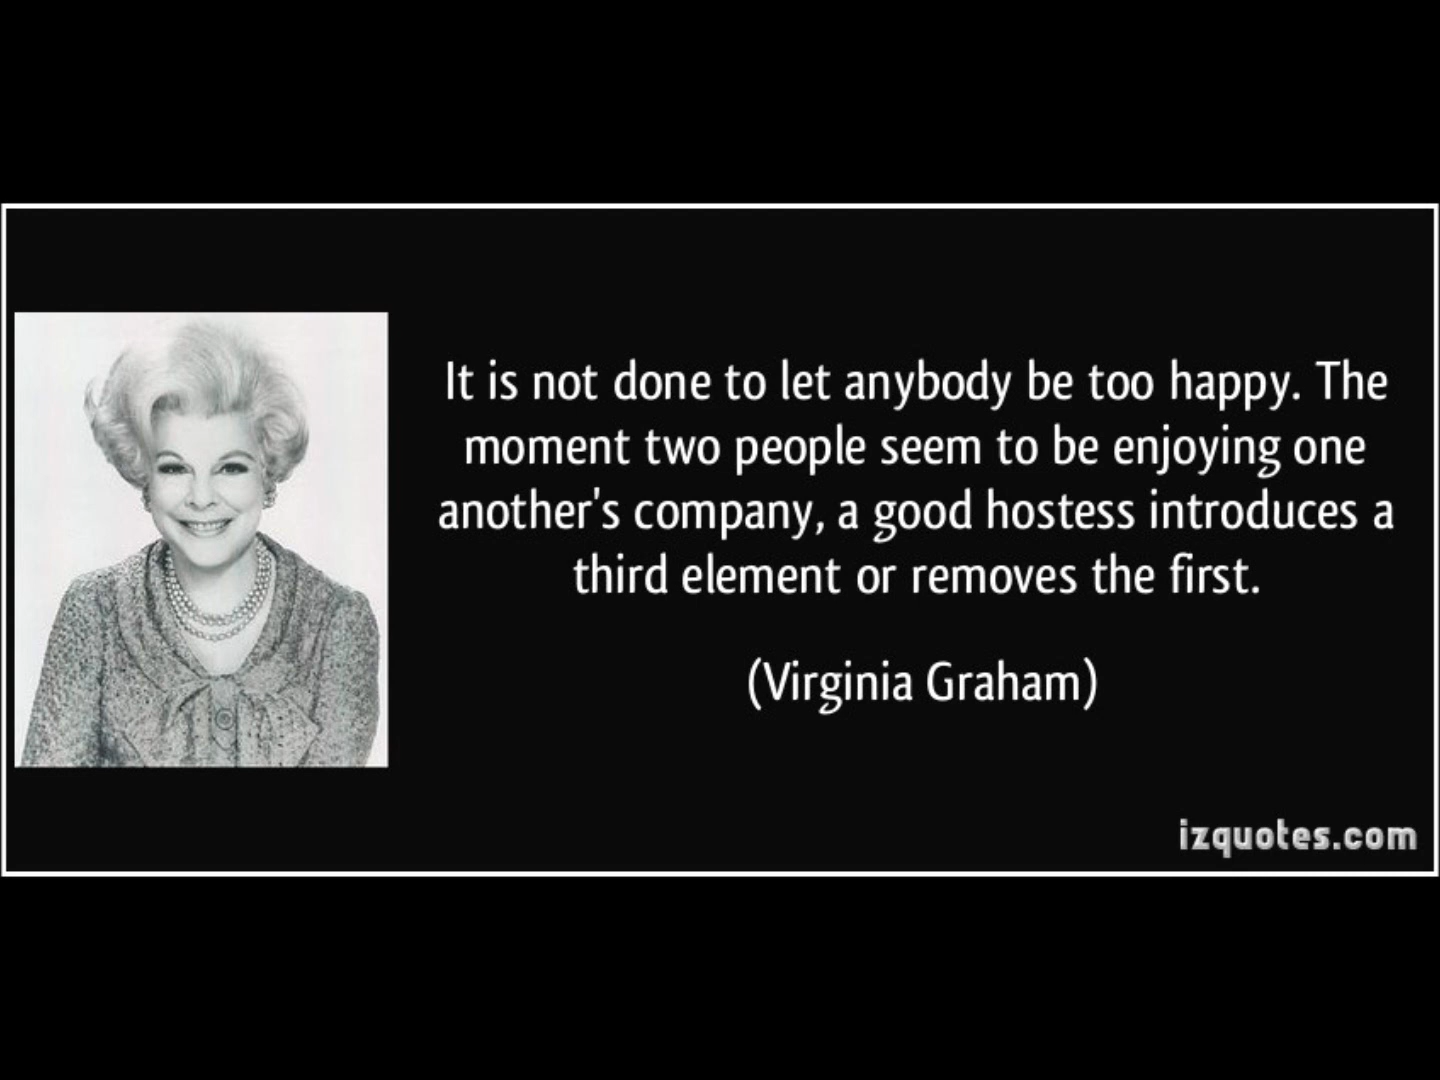 It is not done to let anybody be too happy. The
moment two people seem to be enjoying one
another's company, a good hostess introduces a
third element or removes the first.
(Virginia Graham)
izquotes.com